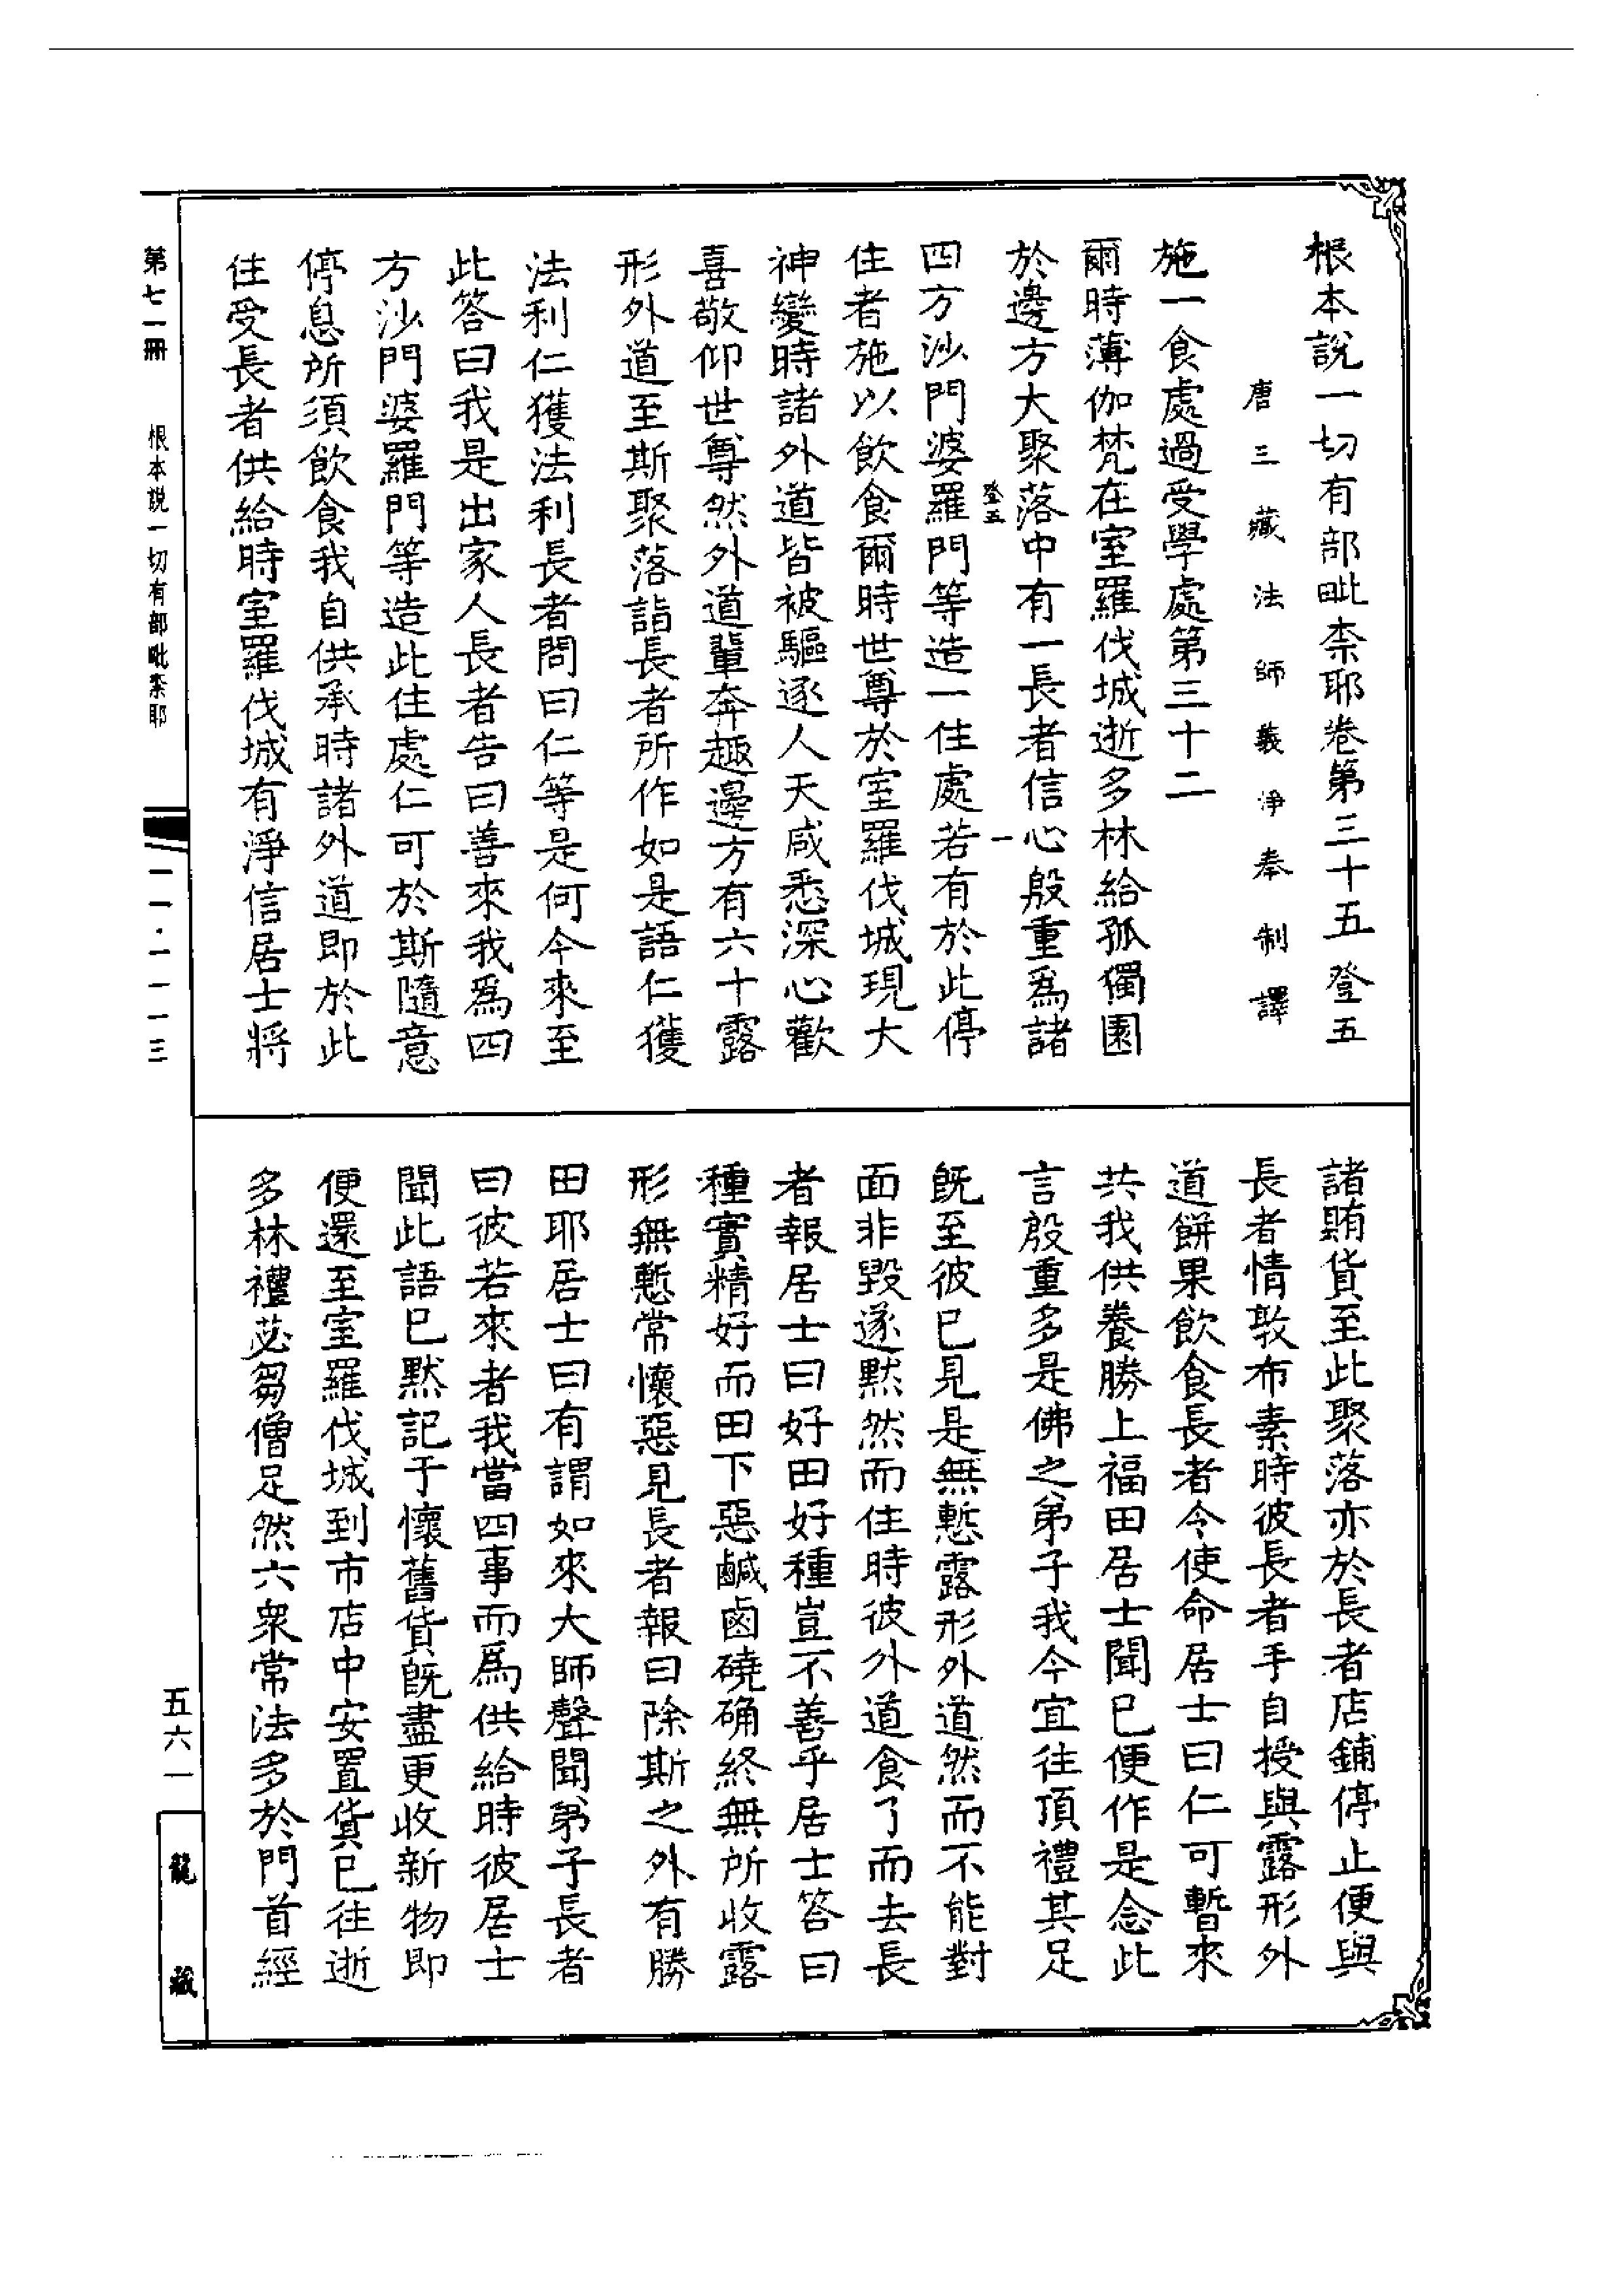 根本說一切有部毗柰耶卷第三十五 登五
唐三藏法師義淨奉制譯
施一食處過受學處第三十二
爾時薄伽梵在室羅伐城逝多林給孤獨園
於邊方大聚落中有一長者信心殷重為諸
登五 一
四方沙門婆羅門等造一住處若有於此停
住者施以飲食爾時世尊於室羅伐城現大
神變時諸外道皆被驅逐人天咸悉深心歡
喜敬仰世尊然外道輩奔趣邊方有六十露
形外道至斯聚落詣長者所作如是語仁獲
法利仁獲法利長者問曰仁等是何今來至
此答曰我是出家人長者告曰善來我為四
方沙門婆羅門等造此住處仁可於斯隨意
停息所須飲食我自供承時諸外道即於此
住受長者供給時室羅伐城有淨信居士將
諸賄貨至此聚落亦於長者店鋪停止便與
長者情敦布素時彼長者手自授與露形外
道餅果飲食長者令使命居士曰仁可暫來
共我供養勝上福田居士聞已便作是念此
言殷重多是佛之弟子我今宜往頂禮其足
既至彼已見是無慙露形外道然而不能對
面非毀遂默然而住時彼外道食了而去長
者報居士曰好田好種豈不善乎居士答曰
種實精好而田下惡鹹鹵磽确終無所收露
形無慙常懷惡見長者報曰除斯之外有勝
田耶居士曰有謂如來大師聲聞弟子長者
曰彼若來者我當四事而為供給時彼居士
聞此語已默記于懷舊貨既盡更收新物即
便還至室羅伐城到市店中安置貨已往逝
多林禮苾芻僧足然六眾常法多於門首經
第七一冊 根本說一切有部毗柰耶 一一·一一一三
五六一
龍藏